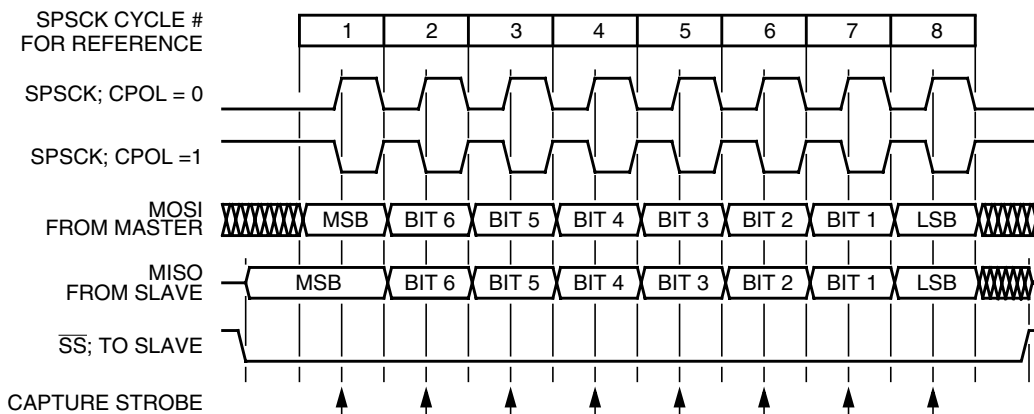 SPSCK CYCLE #
FOR REFERENCE
1 2 3 4 5 6 7 8
SPSCK; CPOL = 0
SPSCK; CPOL =1
MOSI
FROM MASTER
MSB BIT 6 BIT 5 BIT 4 BIT 3 BIT 2 BIT 1 LSB
MISO
FROM SLAVE
MSB BIT 6 BIT 5 BIT 4 BIT 3 BIT 2 BIT 1 LSB
SS; TO SLAVE
CAPTURE STROBE